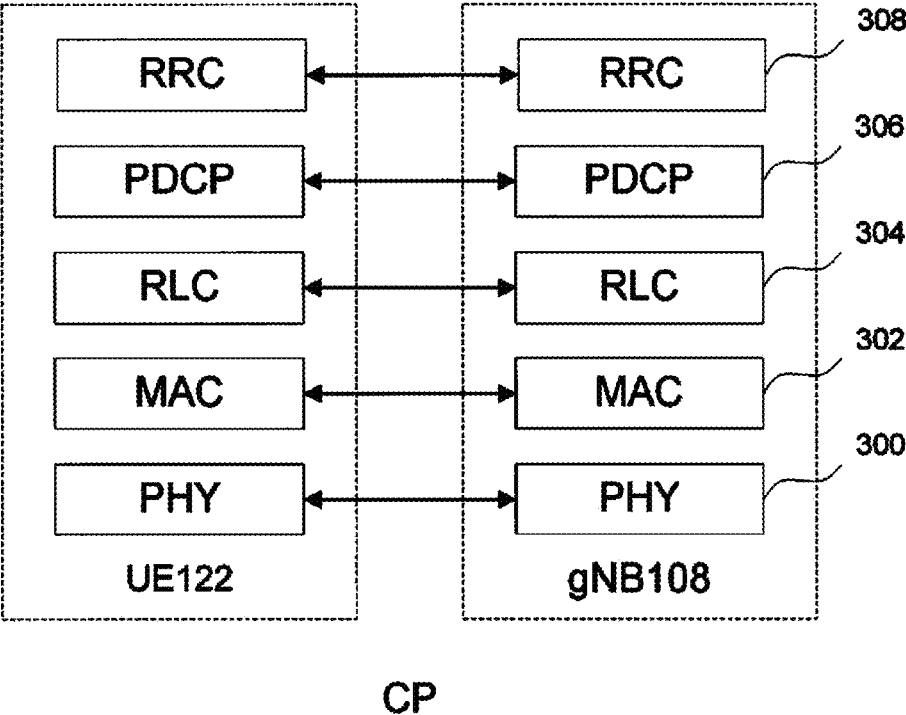 308
RRC RRC
306
PDCP PDCP
304
RLC RLC
302
MAC MAC
300
PHY PHY
UE122 gNB108
CP